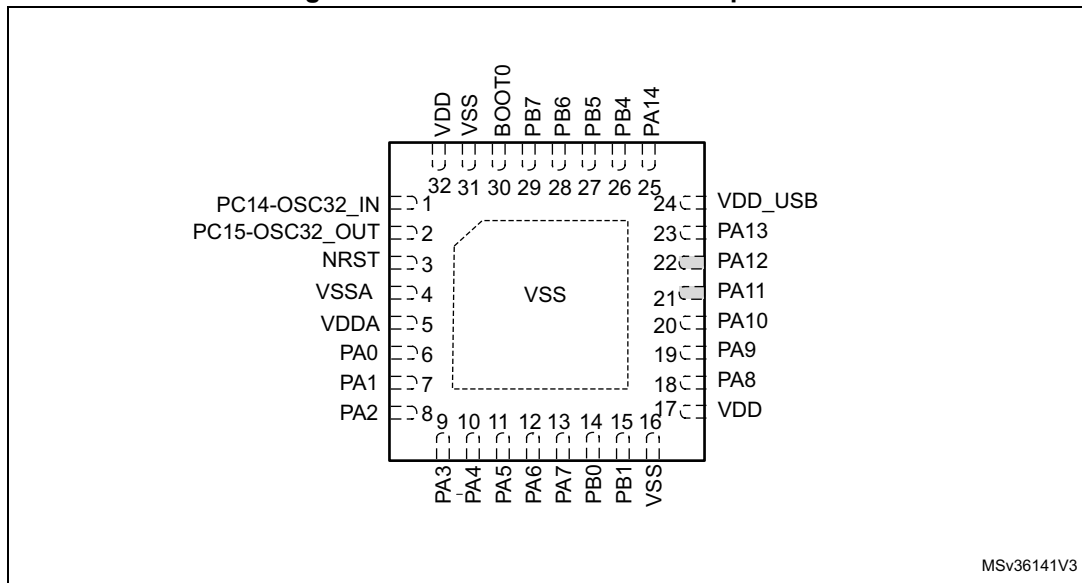 VDD
VSS
BOOT0
PB7
PB6
PB5
PB4
PA14
32 31 30 29 28 27 26 25
PC14-OSC32_IN 1
PC15-OSC32_OUT 2
NRST 3
VSSA 4
VDDA 5
PA0 6
PA1 7
PA2 8
VSS
24 VDD_USB
23 PA13
22 PA12
21 PA11
20 PA10
19 PA9
18 PA8
17 VDD
9 10 11 12 13 14 15 16
PA3
PA4
PA5
PA6
PA7
PB0
PB1
VSS
MSv36141V3